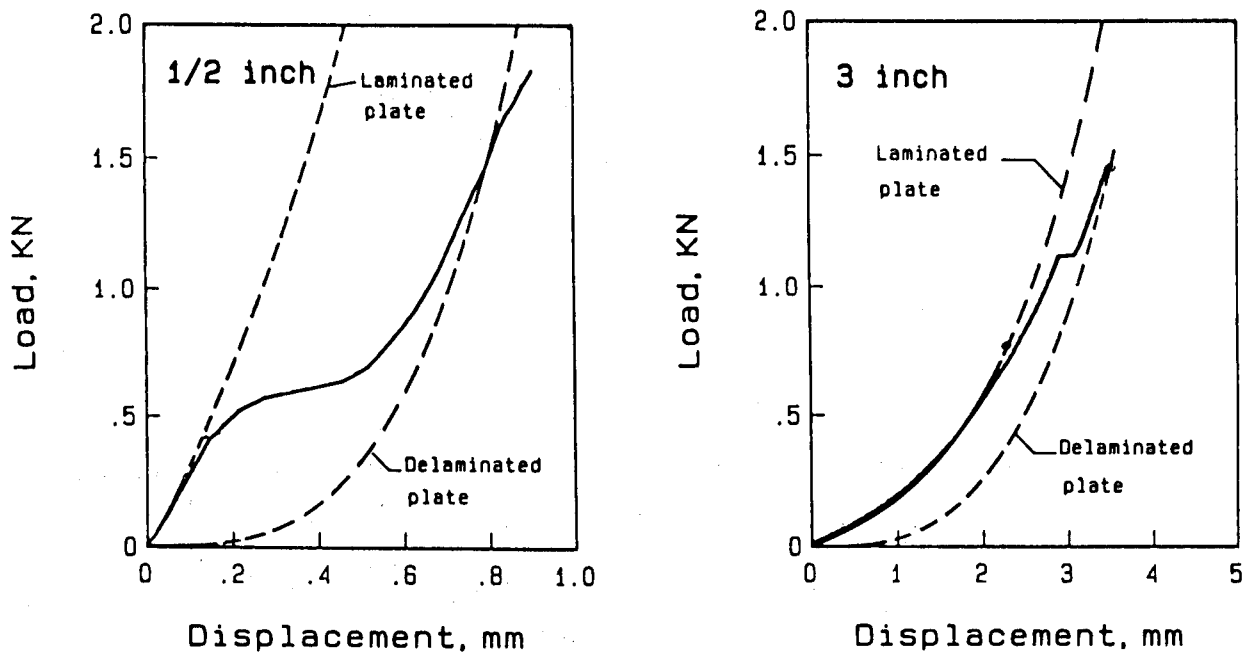 2.0
1/2 inch
Laminated
plate
1.5
Load, KN
1.0
.5
Delaminated
plate
0
0 .2 .4 .6 .8 1.0
Displacement, mm
2.0
3 inch
1.5
Laminated
plate
Load, KN
1.0
.5
Delaminated
plate
0
0 1 2 3 4 5
Displacement, mm